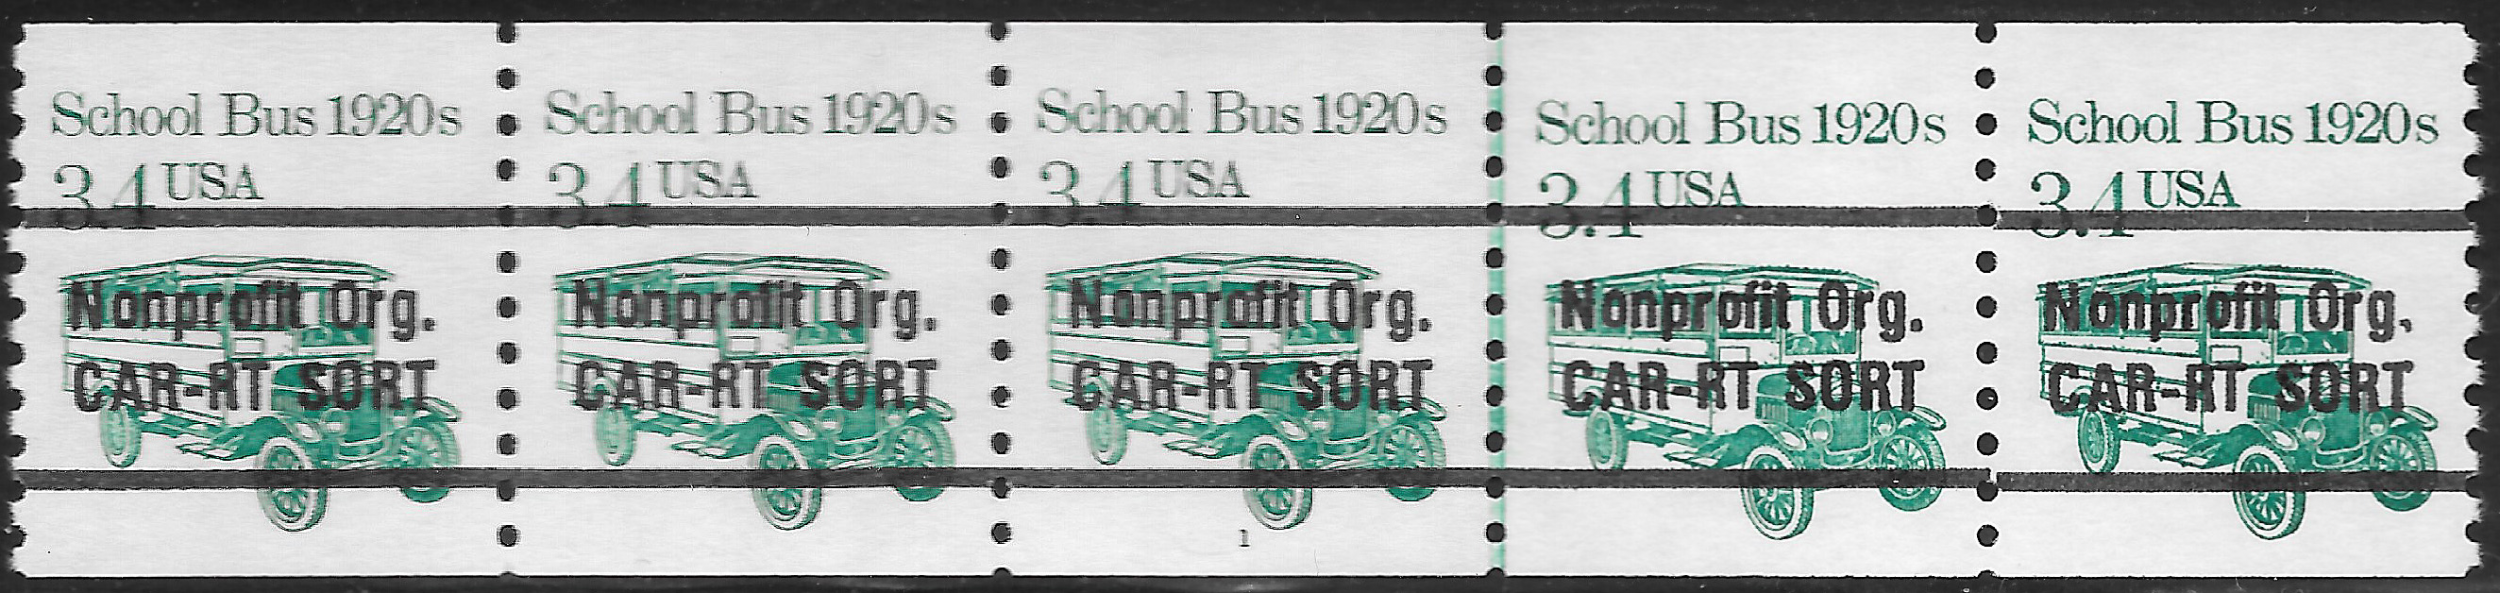 School Bus 1920s School Bus 1920s School Bus 1920s School Bus 1920s School Bus 1920s
3.4 USA 3.4 USA 3.4 USA 3.4 USA 3.4 USA
Nonprofit Org. Nonprofit Org. Nonprofit Org. Nonprofit Org. Nonprofit Org.
CAR-RT SORT CAR-RT SORT CAR-RT SORT CAR-RT SORT CAR-RT SORT
1